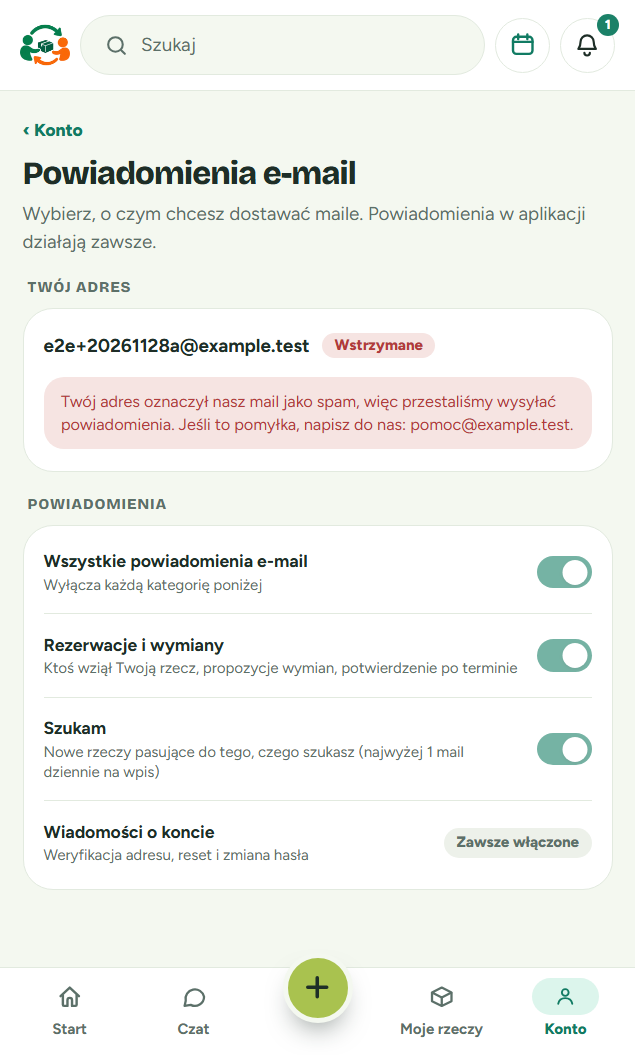 Szukaj
1
‹ Konto
Powiadomienia e-mail
Wybierz, o czym chcesz dostawać maile. Powiadomienia w aplikacji
działają zawsze.
TWÓJ ADRES
e2e+20261128a@example.test Wstrzymane
Twój adres oznaczył nasz mail jako spam, więc przestaliśmy wysyłać
powiadomienia. Jeśli to pomyłka, napisz do nas: pomoc@example.test.
POWIADOMIENIA
Wszystkie powiadomienia e-mail
Wyłącza każdą kategorię poniżej
Rezerwacje i wymiany
Ktoś wziął Twoją rzecz, propozycje wymian, potwierdzenie po terminie
Szukam
Nowe rzeczy pasujące do tego, czego szukasz (najwyżej 1 mail
dziennie na wpis)
Wiadomości o koncie
Weryfikacja adresu, reset i zmiana hasła
Zawsze włączone
Start Czat Moje rzeczy Konto